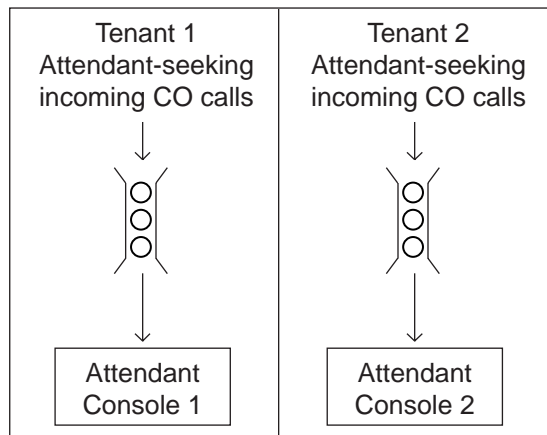 Tenant 1
Attendant-seeking
incoming CO calls
Attendant
Console 1
Tenant 2
Attendant-seeking
incoming CO calls
Attendant
Console 2